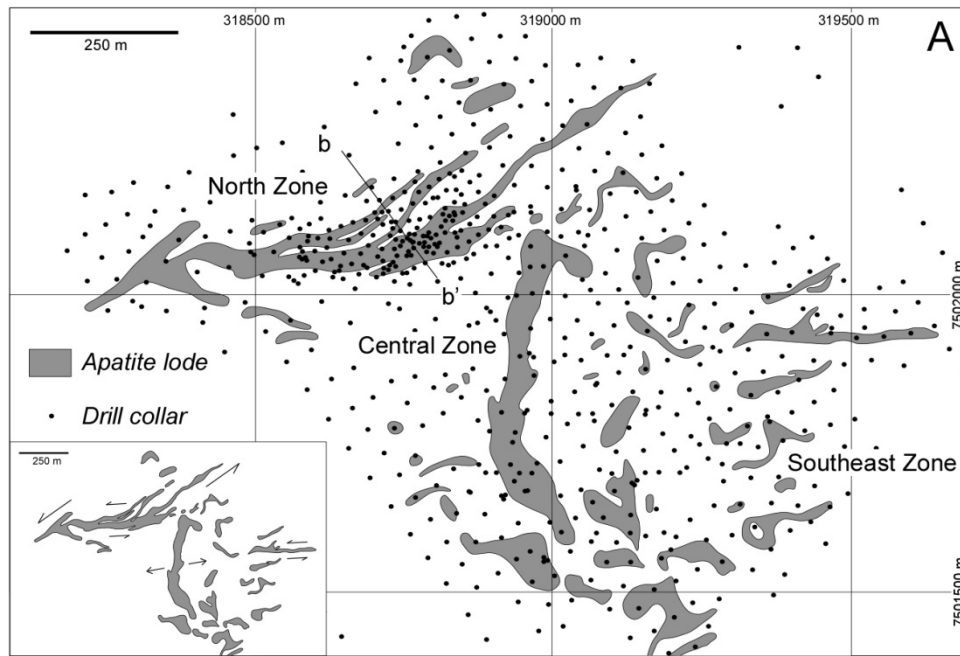 318500 m
319000 m
319500 m
250 m
A
b
North Zone
b'
7502000 m
Central Zone
Apatite lode
Drill collar
250 m
Southeast Zone
7501500 m